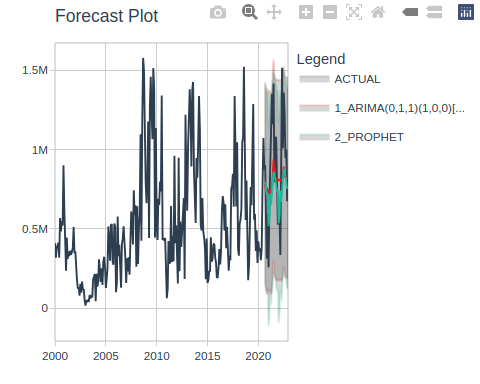 Forecast Plot
Legend
ACTUAL
1_ARIMA(0,1,1)(1,0,0)[...
2_PROPHET
1.5M
1M
0.5M
0
2000
2005
2010
2015
2020